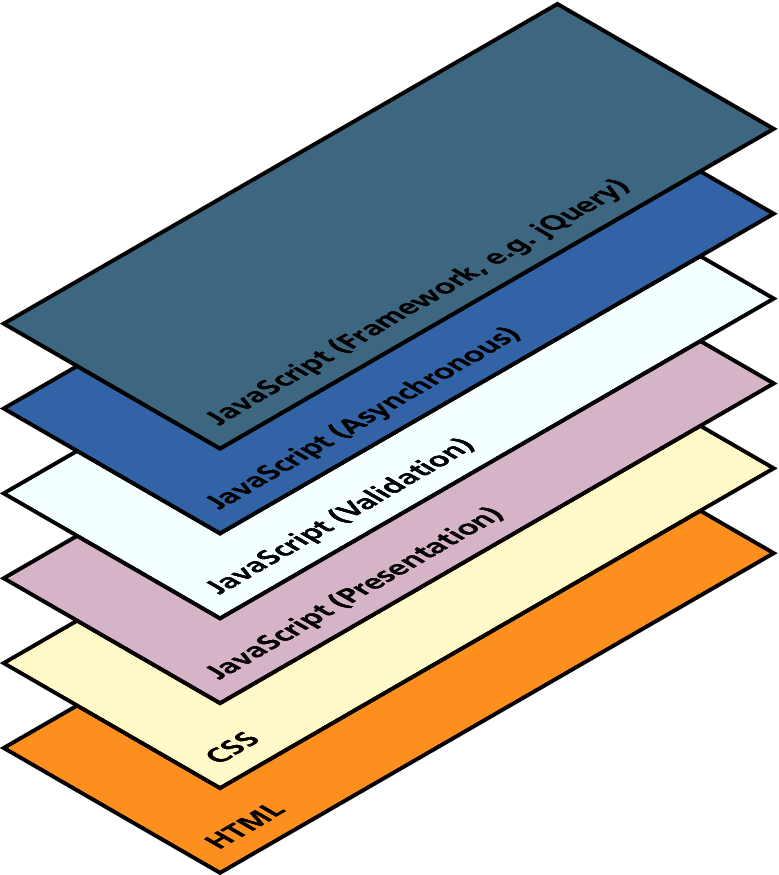 JavaScript (Framework, e.g. jQuery)
JavaScript (Asynchronous)
JavaScript (Validation)
JavaScript (Presentation)
CSS
HTML